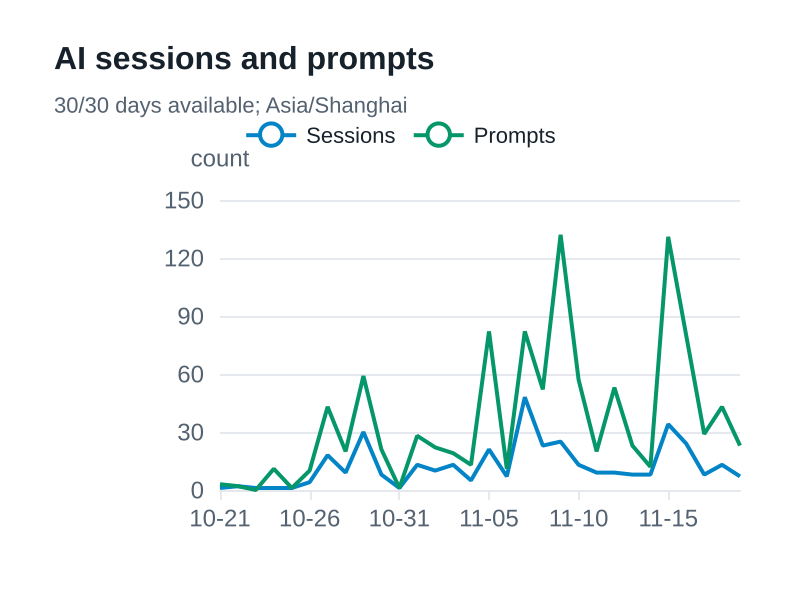 AI sessions and prompts
30/30 days available; Asia/Shanghai
Sessions Prompts
count
150
120
90
60
30
0
10-21 10-26 10-31 11-05 11-10 11-15